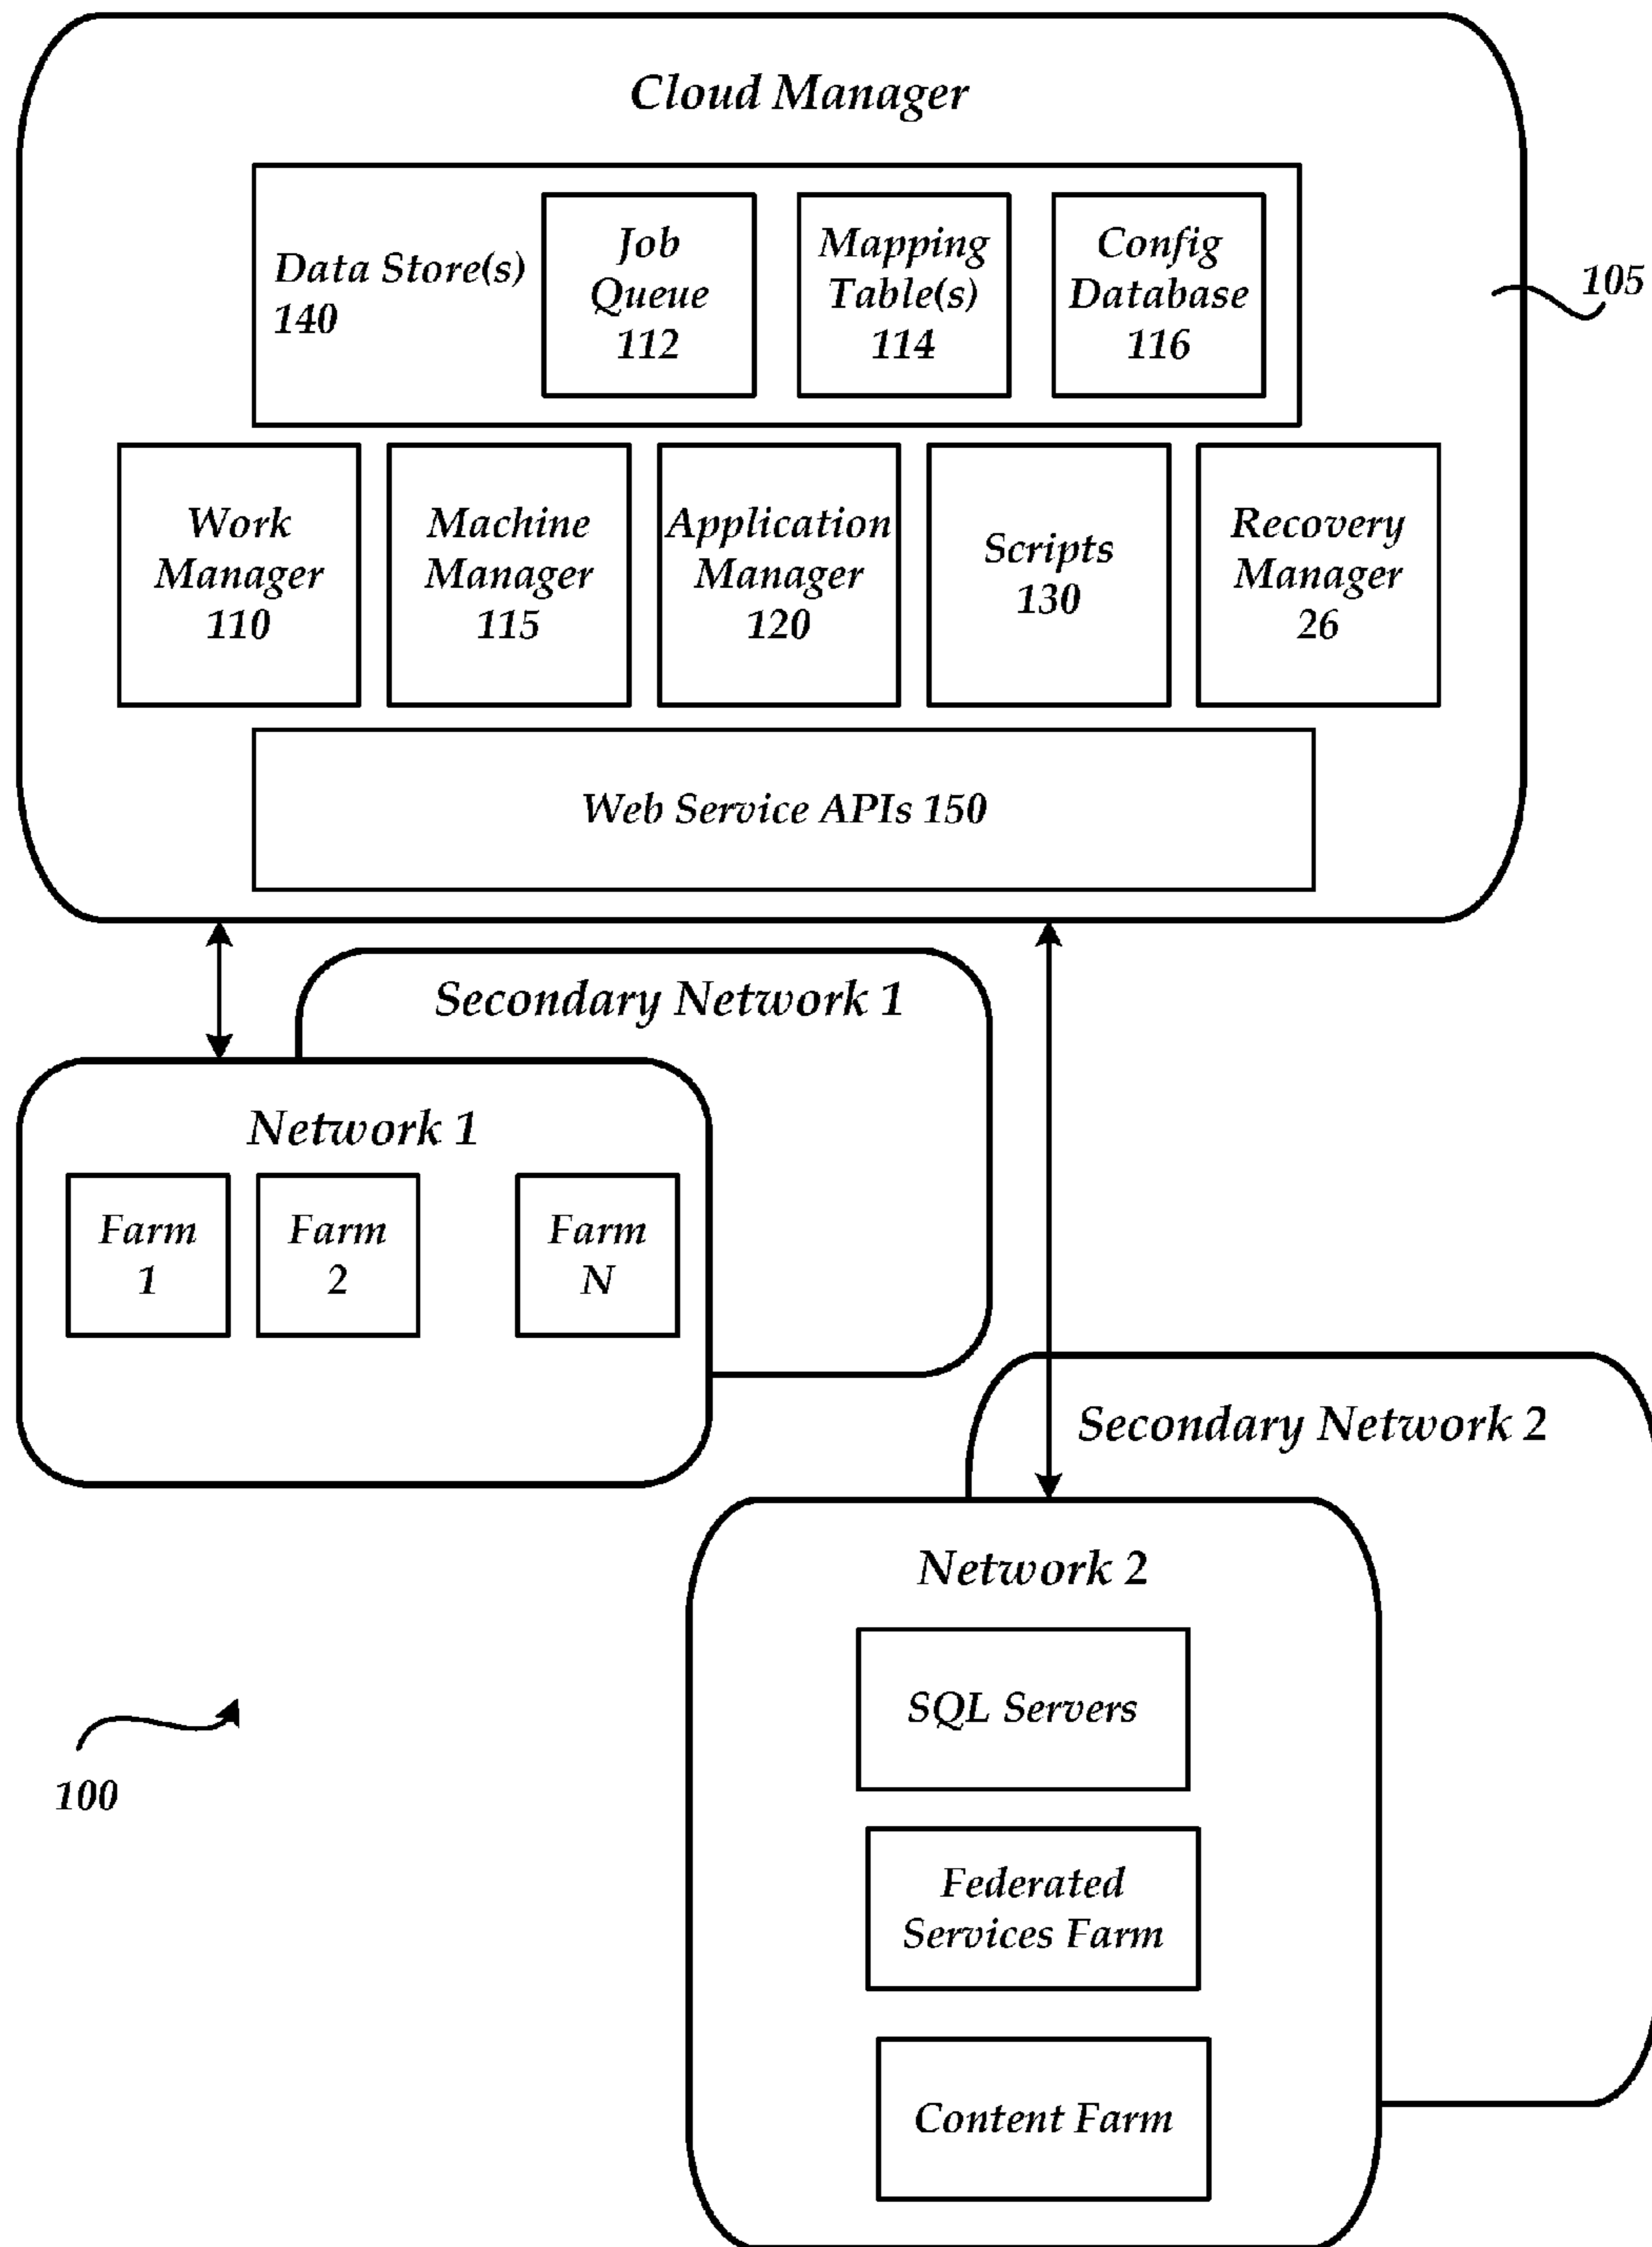 Cloud Manager
Data Store(s)
140
Job
Queue
112
Mapping
Table(s)
114
Config
Database
116
105
Work
Manager
110
Machine
Manager
115
Application
Manager
120
Scripts
130
Recovery
Manager
26
Web Service APIs 150
Secondary Network 1
Network 1
Farm
1
Farm
2
Farm
N
Secondary Network 2
Network 2
SQL Servers
Federated
Services Farm
Content Farm
100